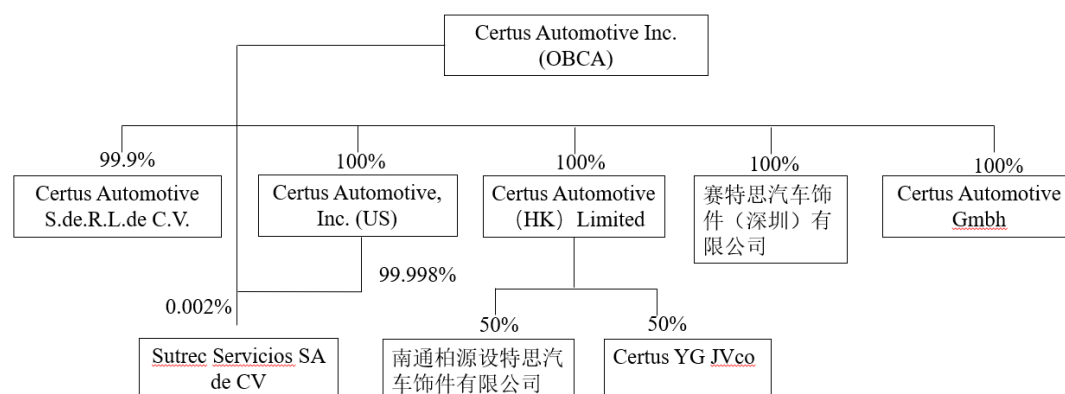 Certus Automotive Inc.
(OBCA)
99.9%
100%
100%
100%
100%
Certus Automotive
S.de.R.L.de C.V.
Certus Automotive,
Inc. (US)
Certus Automotive
（HK）Limited
赛特思汽车饰
件（深圳）有
限公司
Certus Automotive
Gmbh
99.998%
0.002%
50%
50%
Sutrec Servicios SA
de CV
南通柏源设特思汽
车饰件有限公司
Certus YG JVco